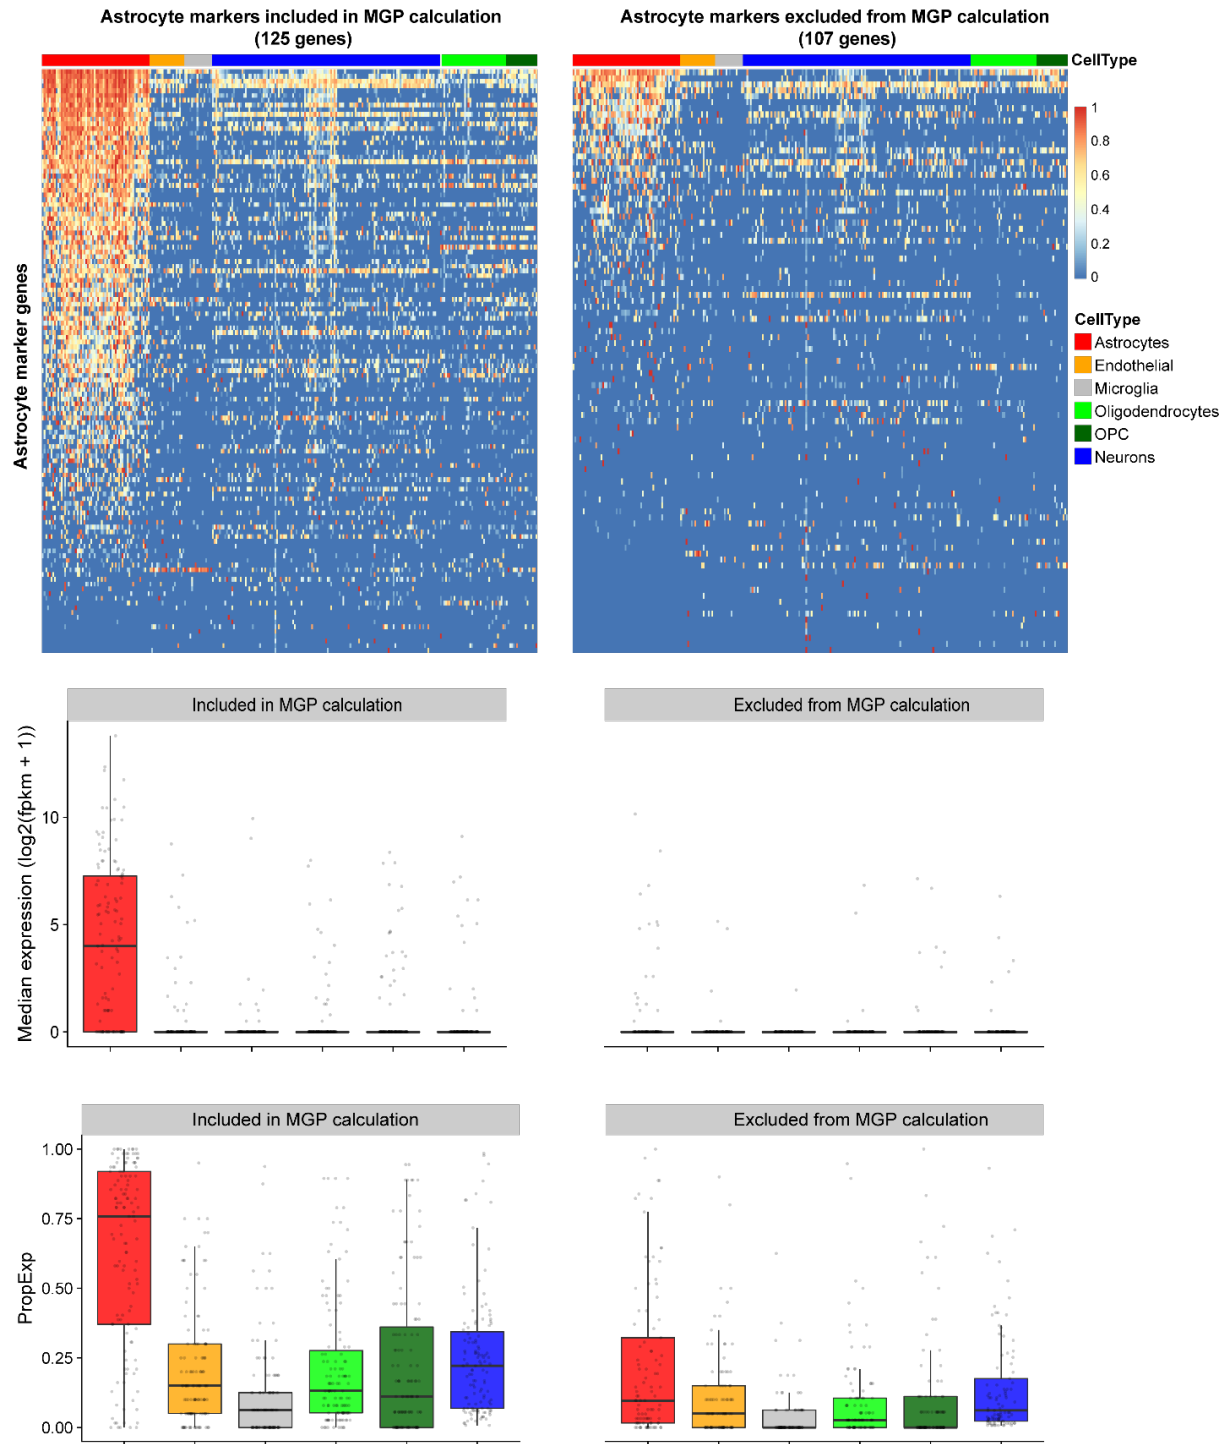 Astrocyte markers included in MGP calculation
(125 genes)
Astrocyte markers excluded from MGP calculation
(107 genes)
CellType
1
0.8
0.6
0.4
0.2
0
Astrocyte marker genes
CellType
Astrocytes
Endothelial
Microglia
Oligodendrocytes
OPC
Neurons
Included in MGP calculation
Excluded from MGP calculation
Median expression (log2(fpkm + 1))
10
5
0
Included in MGP calculation
Excluded from MGP calculation
PropExp
1.00
0.75
0.50
0.25
0.00